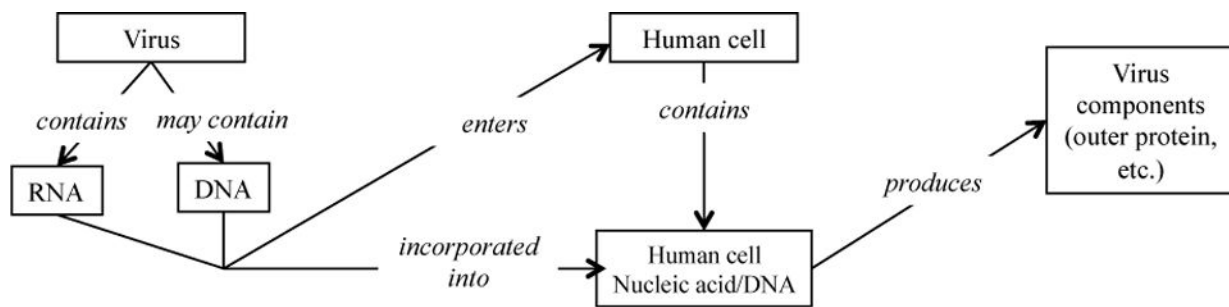 Virus
contains
may contain
RNA
DNA
enters
Human cell
contains
incorporated
into
Human cell
Nucleic acid/DNA
produces
Virus
components
(outer protein,
etc.)